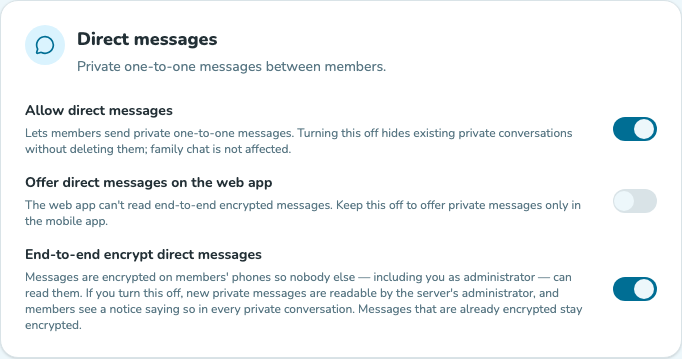 Direct messages
Private one-to-one messages between members.
Allow direct messages
Lets members send private one-to-one messages. Turning this off hides existing private conversations
without deleting them; family chat is not affected.
Offer direct messages on the web app
The web app can't read end-to-end encrypted messages. Keep this off to offer private messages only in
the mobile app.
End-to-end encrypt direct messages
Messages are encrypted on members' phones so nobody else — including you as administrator — can
read them. If you turn this off, new private messages are readable by the server's administrator, and
members see a notice saying so in every private conversation. Messages that are already encrypted stay
encrypted.